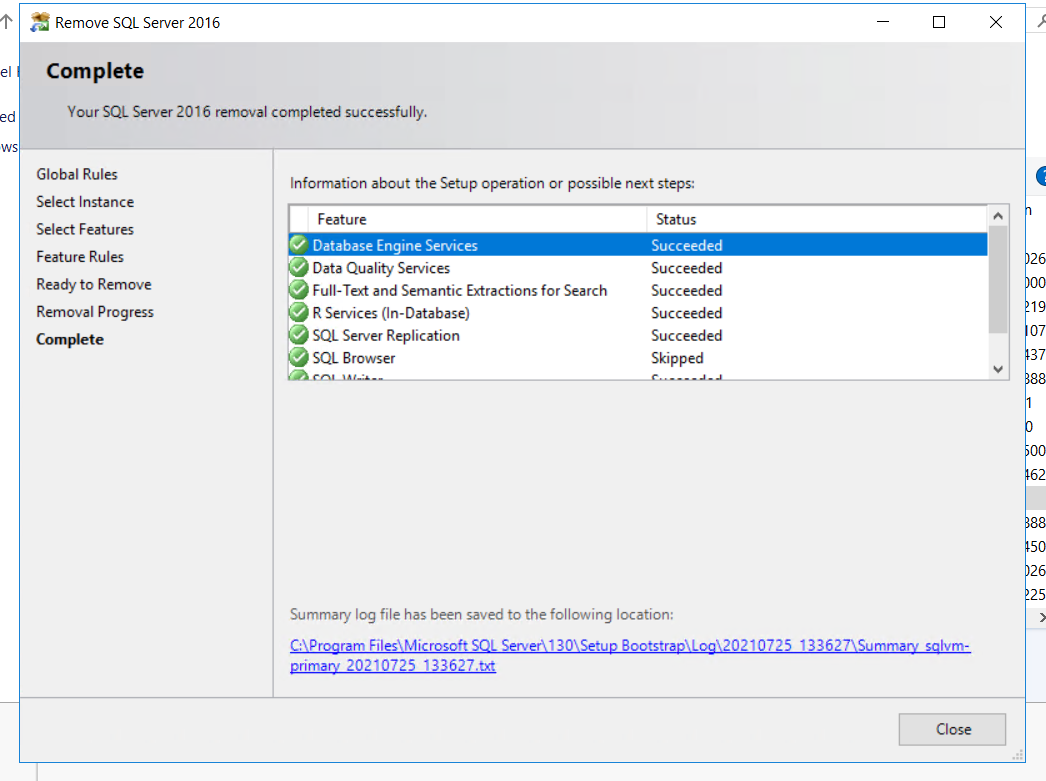 Remove SQL Server 2016
Complete
Your SQL Server 2016 removal completed successfully.
Global Rules
Select Instance
Select Features
Feature Rules
Ready to Remove
Removal Progress
Complete
Information about the Setup operation or possible next steps:
Feature Status
Database Engine Services Succeeded
Data Quality Services Succeeded
Full-Text and Semantic Extractions for Search Succeeded
R Services (In-Database) Succeeded
SQL Server Replication Succeeded
SQL Browser Skipped
SQL Writer Succeeded
Summary log file has been saved to the following location:
C:\Program Files\Microsoft SQL Server\130\Setup Bootstrap\Log\20210725_133627\Summary_sqlvm-
primary_20210725_133627.txt
Close